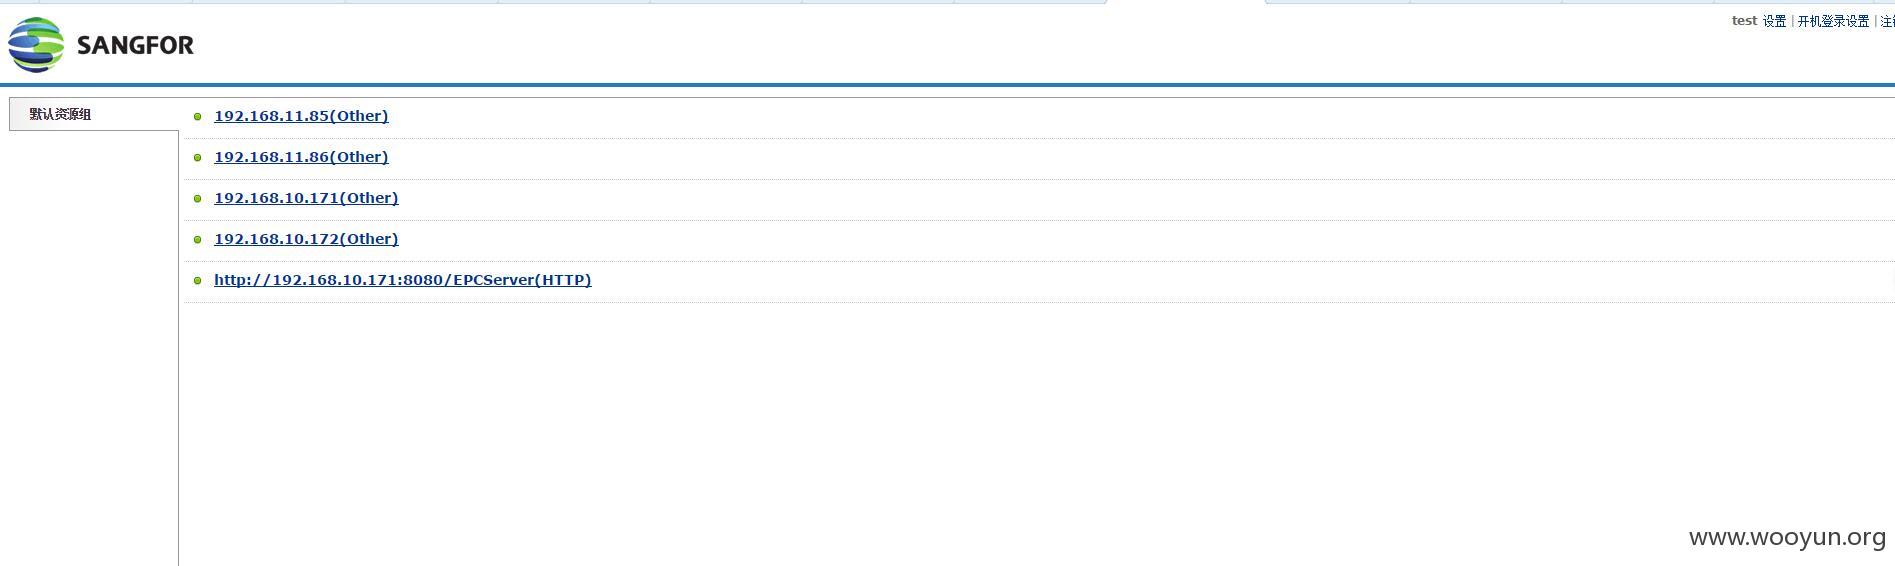 SANGFOR
test 设置 | 开机登录设置 | 注
默认资源组
192.168.11.85(Other)
192.168.11.86(Other)
192.168.10.171(Other)
192.168.10.172(Other)
http://192.168.10.171:8080/EPCServer(HTTP)
www.wooyun.org